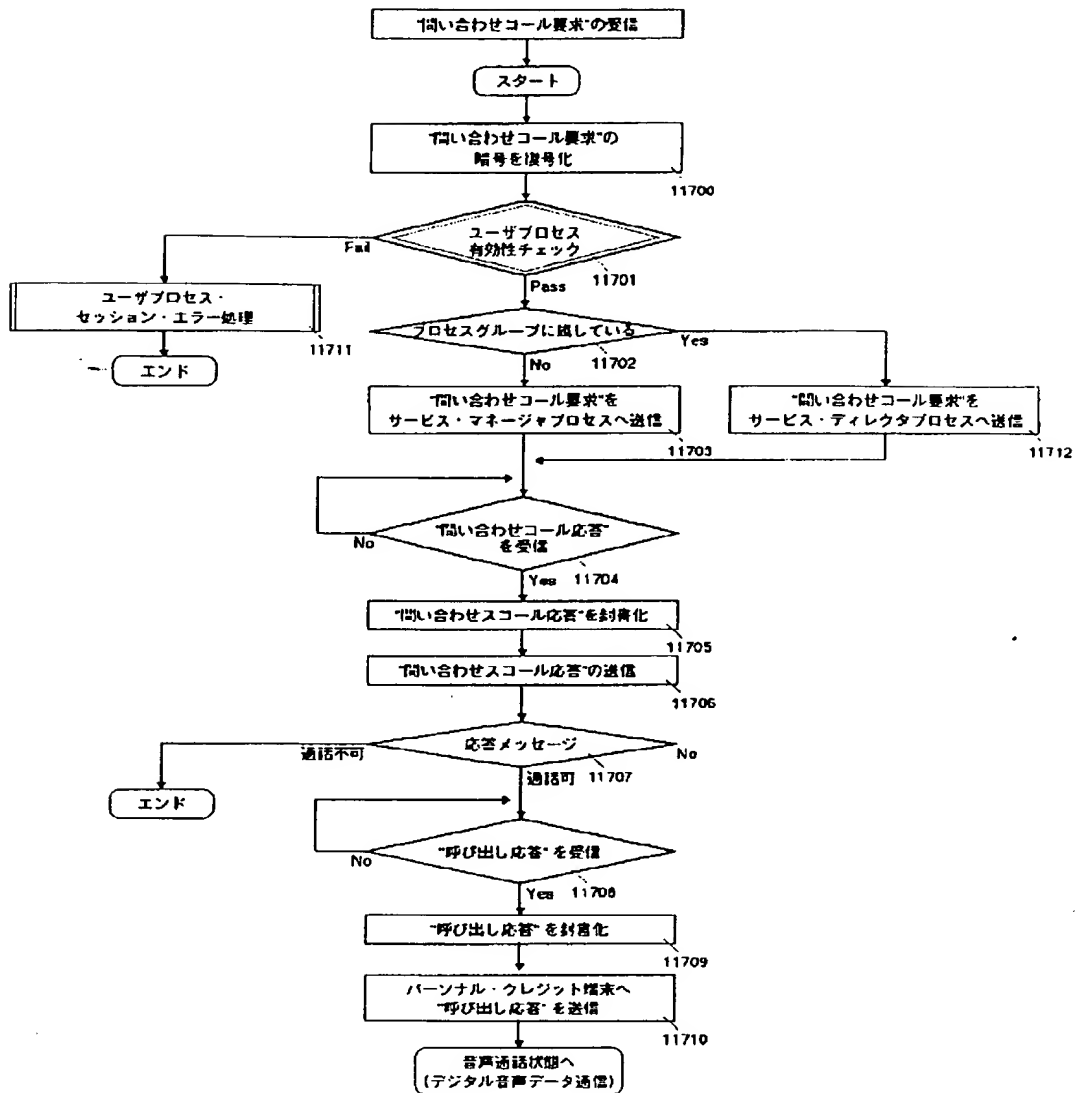 "問い合わせコール要求"の受信
スタート
"問い合わせコール要求"の
暗号を復号化
11700
ユーザプロセス
有効性チェック
11701
Fail
Pass
ユーザプロセス・
セッション・エラー処理
11711
エンド
プロセスグループに属している
11702
Yes
No
"問い合わせコール要求"を
サービス・マネージャプロセスへ送信
11703
"問い合わせコール要求"を
サービス・ディレクタプロセスへ送信
11712
"問い合わせコール応答"
を受信
No
Yes
11704
"問い合わせスコール応答"を封書化
11705
"問い合わせスコール応答"の送信
11706
応答メッセージ
通話不可
No
11707
通話可
エンド
"呼び出し応答"を受信
No
Yes
11708
"呼び出し応答"を封書化
11709
パーソナル・クレジット端末へ
"呼び出し応答"を送信
11710
音声通話状態へ
(デジタル音声データ通信)